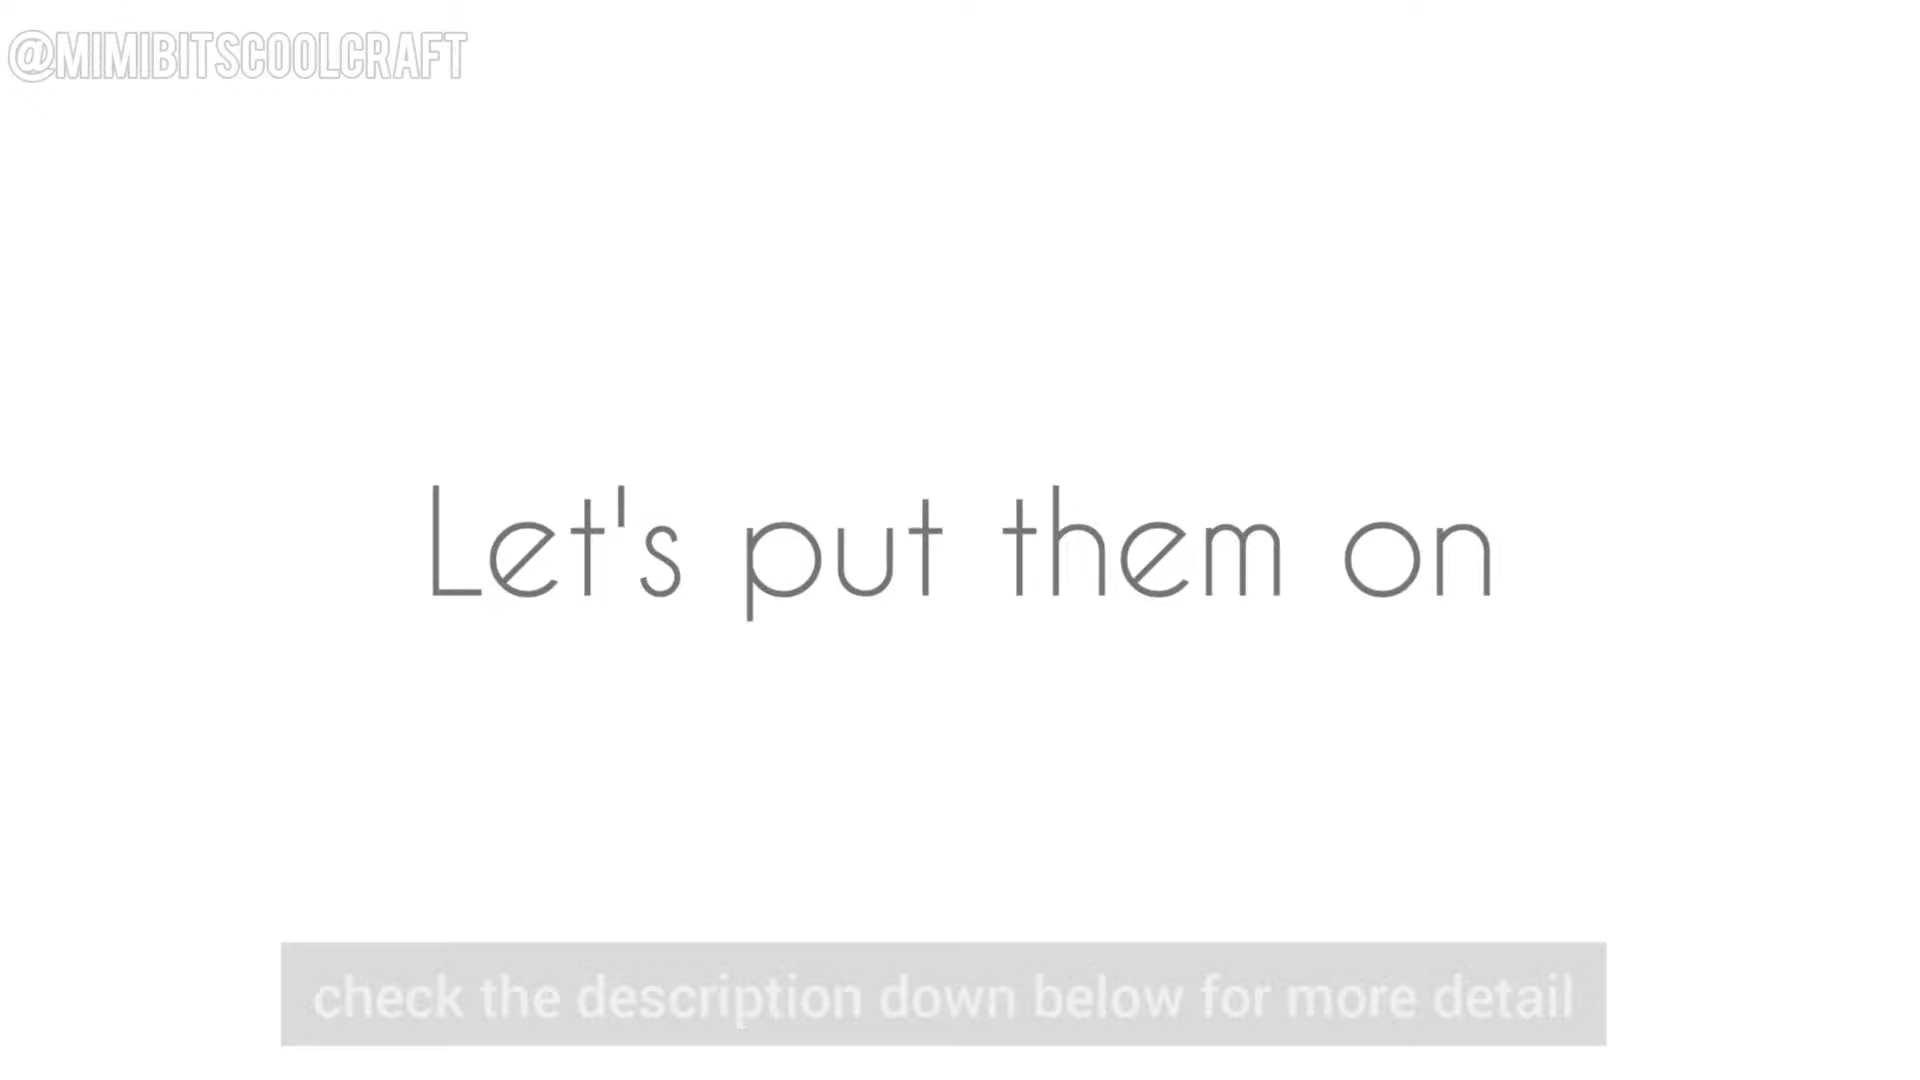 @MIMIBITSCOOLCRAFT
Let's put them on
check the description down below for more detail